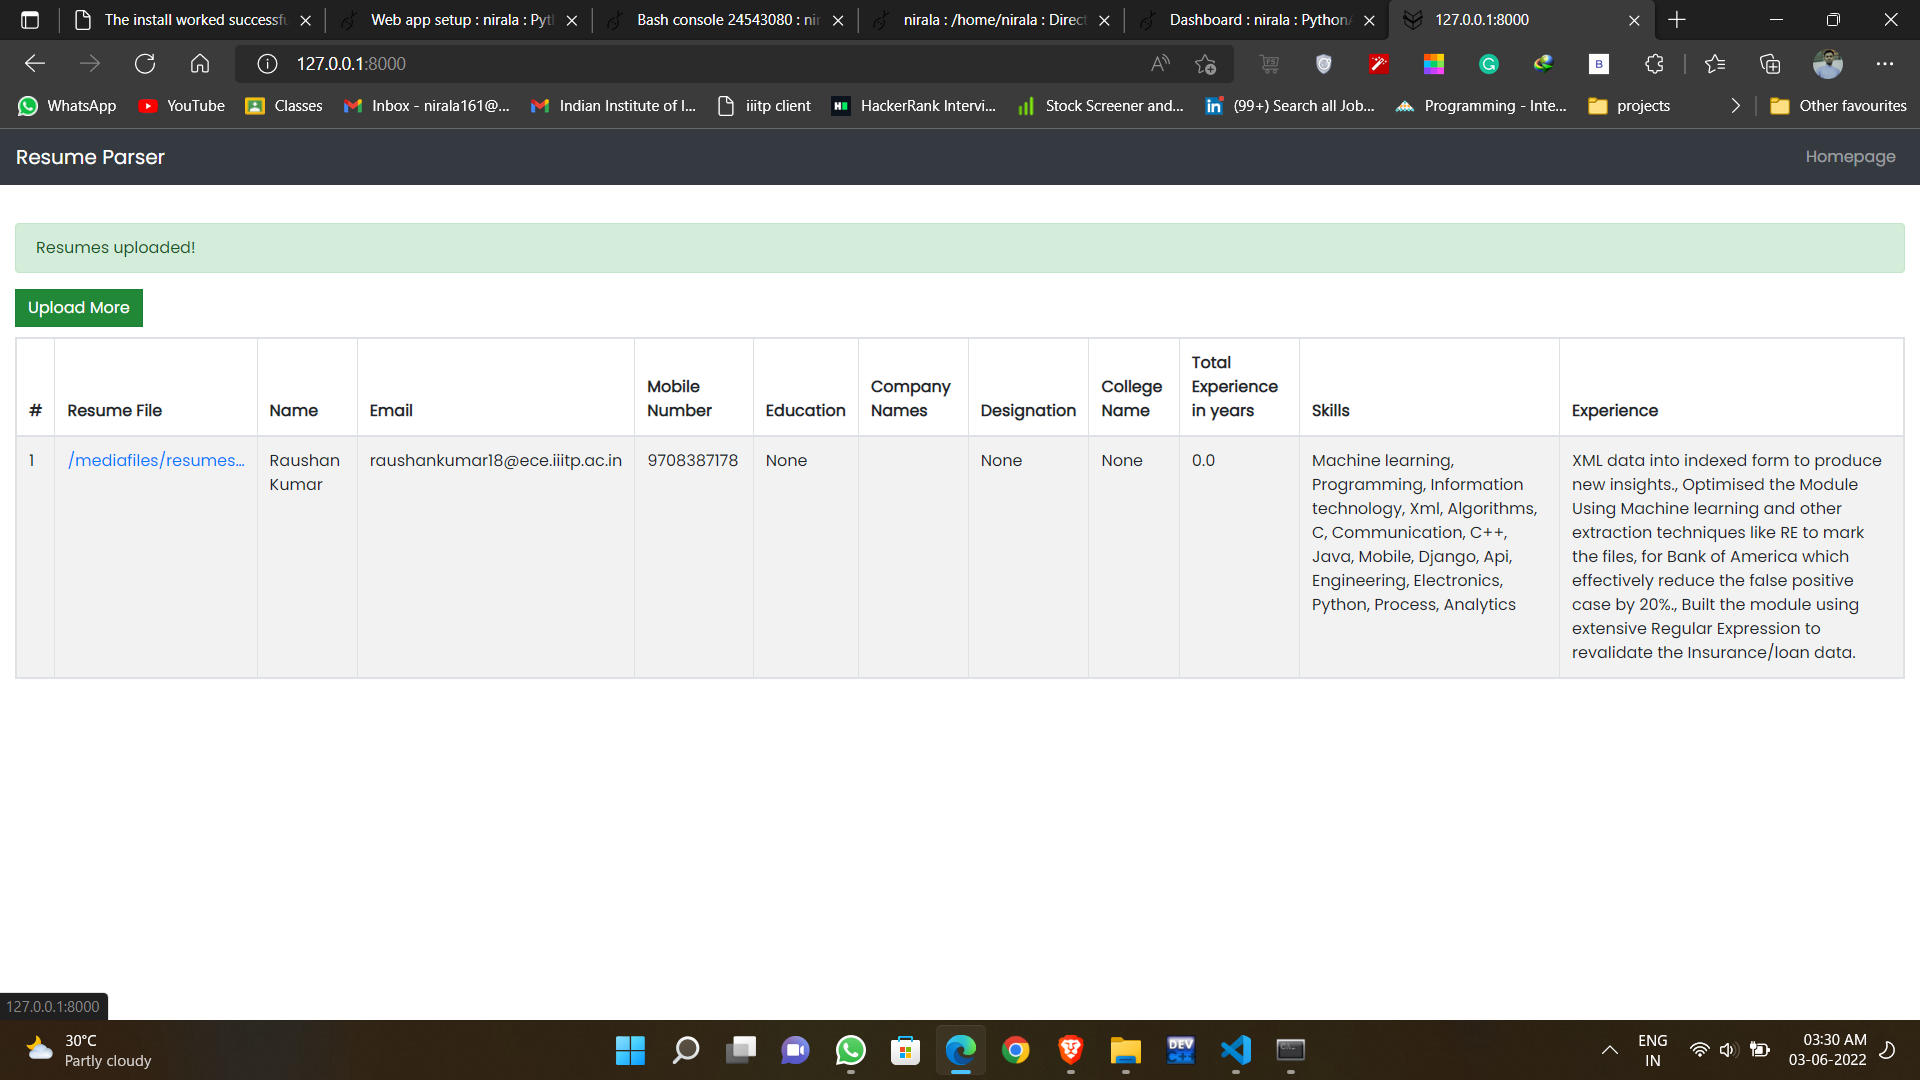 The install worked successfu
Web app setup : nirala : Pyt
Bash console 24543080 : nir
nirala : /home/nirala : Direct
Dashboard : nirala : PythonA
127.0.0.1:8000
127.0.0.1:8000
WhatsApp
YouTube
Classes
Inbox - nirala161@g...
Indian Institute of I...
iiitp client
HackerRank Intervi...
Stock Screener and...
(99+) Search all Job...
Programming - Inte...
projects
Other favourites
Resume Parser
Homepage
Resumes uploaded!
Upload More
#
Resume File
Name
Email
Mobile
Number
Education
Company
Names
Designation
College
Name
Total
Experience
in years
Skills
Experience
1
/mediafiles/resumes...
Raushan
Kumar
raushankumar18@ece.iiitp.ac.in
9708387178
None
None
None
0.0
Machine learning,
Programming, Information
technology, Xml, Algorithms,
C, Communication, C++,
Java, Mobile, Django, Api,
Engineering, Electronics,
Python, Process, Analytics
XML data into indexed form to produce
new insights., Optimised the Module
Using Machine learning and other
extraction techniques like RE to mark
the files, for Bank of America which
effectively reduce the false positive
case by 20%., Built the module using
extensive Regular Expression to
revalidate the Insurance/loan data.
127.0.0.1:8000
30°C
Partly cloudy
DEV
C++
ENG
IN
03:30 AM
03-06-2022